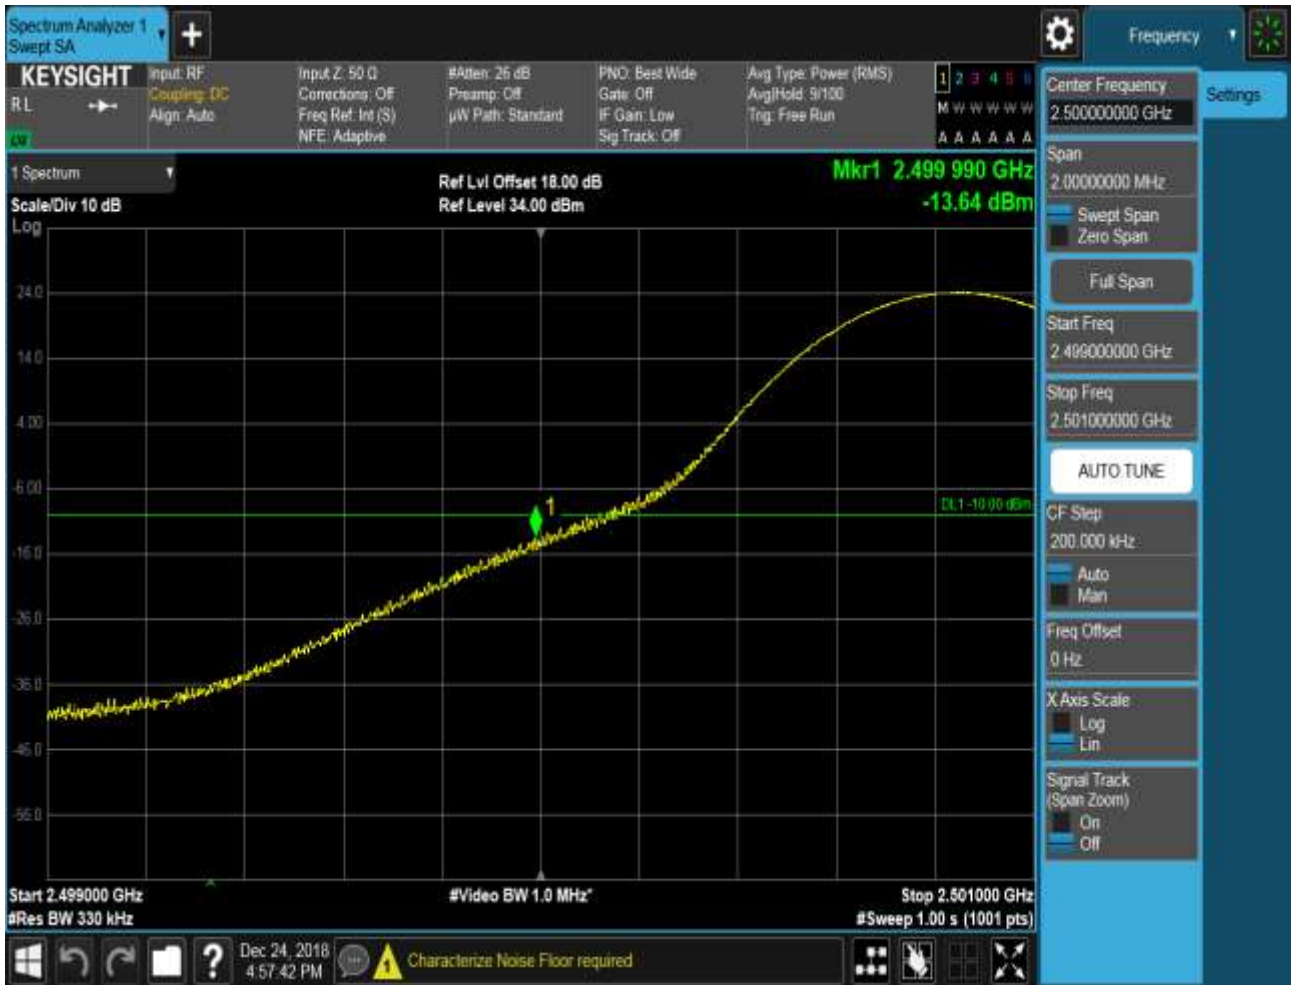 Spectrum Analyzer 1
Swept SA
+
Frequency
KEYSIGHT
R L
Input: RF
Coupling: DC
Align: Auto
Input Z: 50 Ω
Corrections: Off
Freq Ref: Int (S)
NFE: Adaptive
#Atten: 26 dB
Preamp: Off
µW Path: Standard
PNO: Best Wide
Gate: Off
IF Gain: Low
Sig Track: Off
Avg Type: Power (RMS)
Avg|Hold: 9/100
Trig: Free Run
1 2 3 4 5 6
M W W W W W
A A A A A A
1 Spectrum
Scale/Div 10 dB
Log
Ref Lvl Offset 18.00 dB
Ref Level 34.00 dBm
Mkr1 2.499 990 GHz
-13.64 dBm
24.0
14.0
4.00
-6.00
-16.0
-26.0
-36.0
-46.0
-56.0
1
DL1 -10.00 dBm
Start 2.499000 GHz
#Res BW 330 kHz
#Video BW 1.0 MHz*
Stop 2.501000 GHz
#Sweep 1.00 s (1001 pts)
Center Frequency
2.500000000 GHz
Settings
Span
2.00000000 MHz
Swept Span
Zero Span
Full Span
Start Freq
2.499000000 GHz
Stop Freq
2.501000000 GHz
AUTO TUNE
CF Step
200.000 kHz
Auto
Man
Freq Offset
0 Hz
X Axis Scale
Log
Lin
Signal Track
(Span Zoom)
On
Off
?
Dec 24, 2018
4:57:42 PM
1
Characterize Noise Floor required